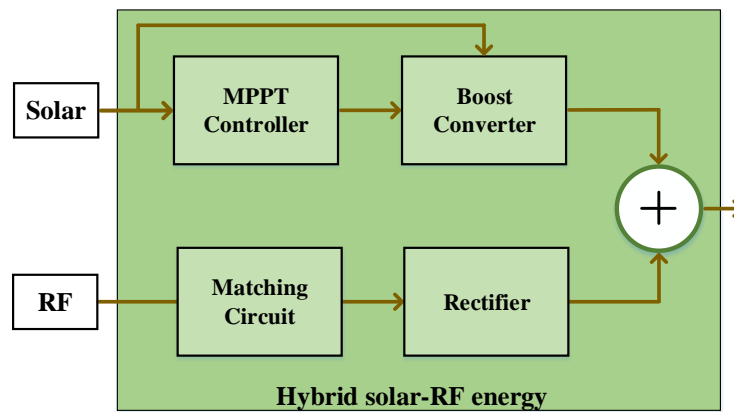 Solar
MPPT
Controller
Boost
Converter
+
RF
Matching
Circuit
Rectifier
Hybrid solar-RF energy